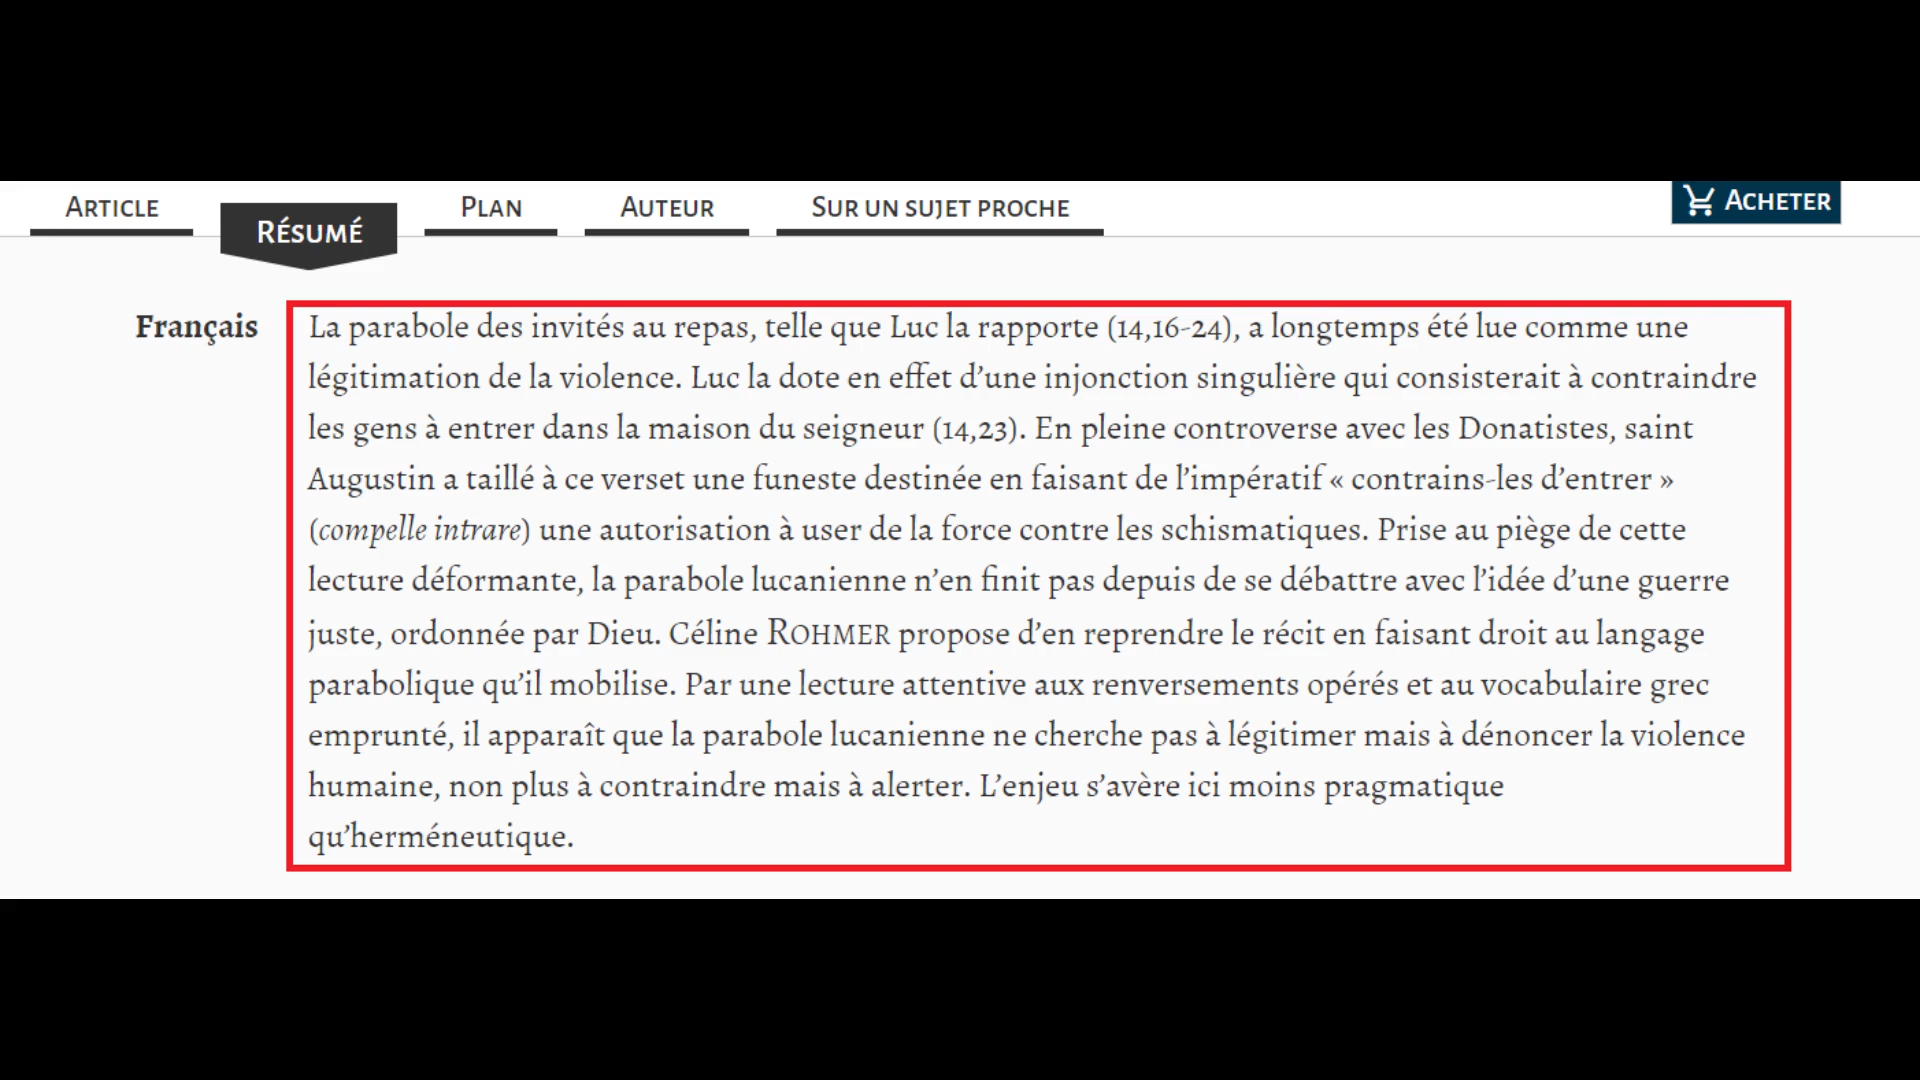 ARTICLE
RÉSUMÉ
PLAN
AUTEUR
SUR UN SUJET PROCHE
ACHETER
Français
La parabole des invités au repas, telle que Luc la rapporte (14,16-24), a longtemps été lue comme une
légitimation de la violence. Luc la dote en effet d’une injonction singulière qui consisterait à contraindre
les gens à entrer dans la maison du seigneur (14,23). En pleine controverse avec les Donatistes, saint
Augustin a taillé à ce verset une funeste destinée en faisant de l’impératif « contrains-les d’entrer »
(compelle intrare) une autorisation à user de la force contre les schismatiques. Prise au piège de cette
lecture déformante, la parabole lucanienne n’en finit pas depuis de se débattre avec l’idée d’une guerre
juste, ordonnée par Dieu. Céline ROHMER propose d’en reprendre le récit en faisant droit au langage
parabolique qu’il mobilise. Par une lecture attentive aux renversements opérés et au vocabulaire grec
emprunté, il apparaît que la parabole lucanienne ne cherche pas à légitimer mais à dénoncer la violence
humaine, non plus à contraindre mais à alerter. L’enjeu s’avère ici moins pragmatique
qu’herméneutique.